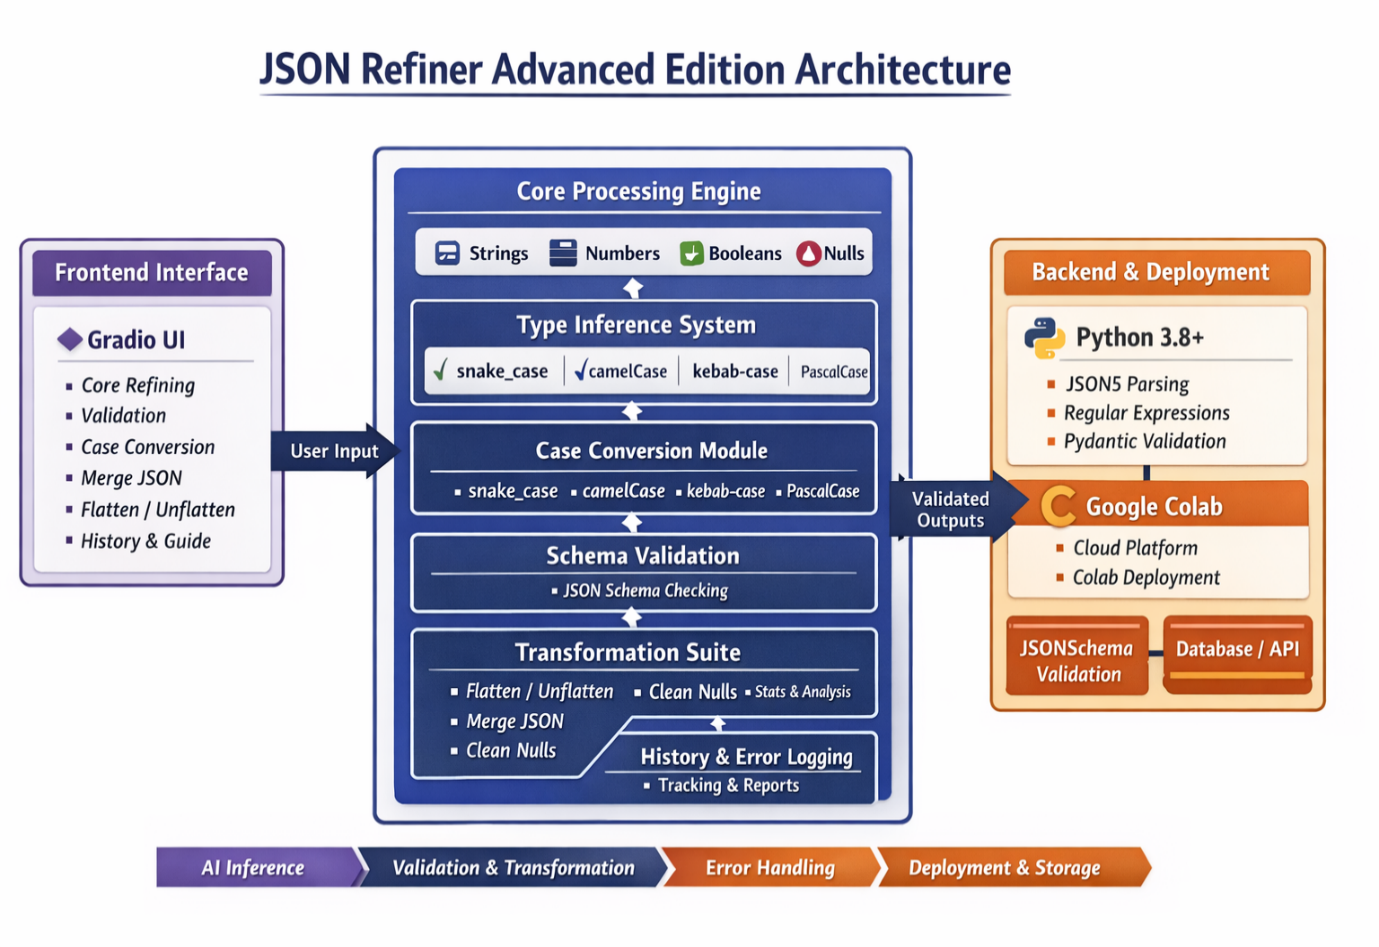 JSON Refiner Advanced Edition Architecture
Frontend Interface
Gradio UI
Core Refining
Validation
Case Conversion
Merge JSON
Flatten / Unflatten
History & Guide
User Input
Core Processing Engine
Strings Numbers Booleans Nulls
Type Inference System
snake_case camelCase kebab-case PascalCase
Case Conversion Module
snake_case camelCase kebab-case PascalCase
Schema Validation
JSON Schema Checking
Transformation Suite
Flatten / Unflatten Clean Nulls Stats & Analysis
Merge JSON
Clean Nulls
History & Error Logging
Tracking & Reports
Validated
Outputs
Backend & Deployment
Python 3.8+
JSON5 Parsing
Regular Expressions
Pydantic Validation
Google Colab
Cloud Platform
Colab Deployment
JSONSchema
Validation
Database / API
AI Inference
Validation & Transformation
Error Handling
Deployment & Storage